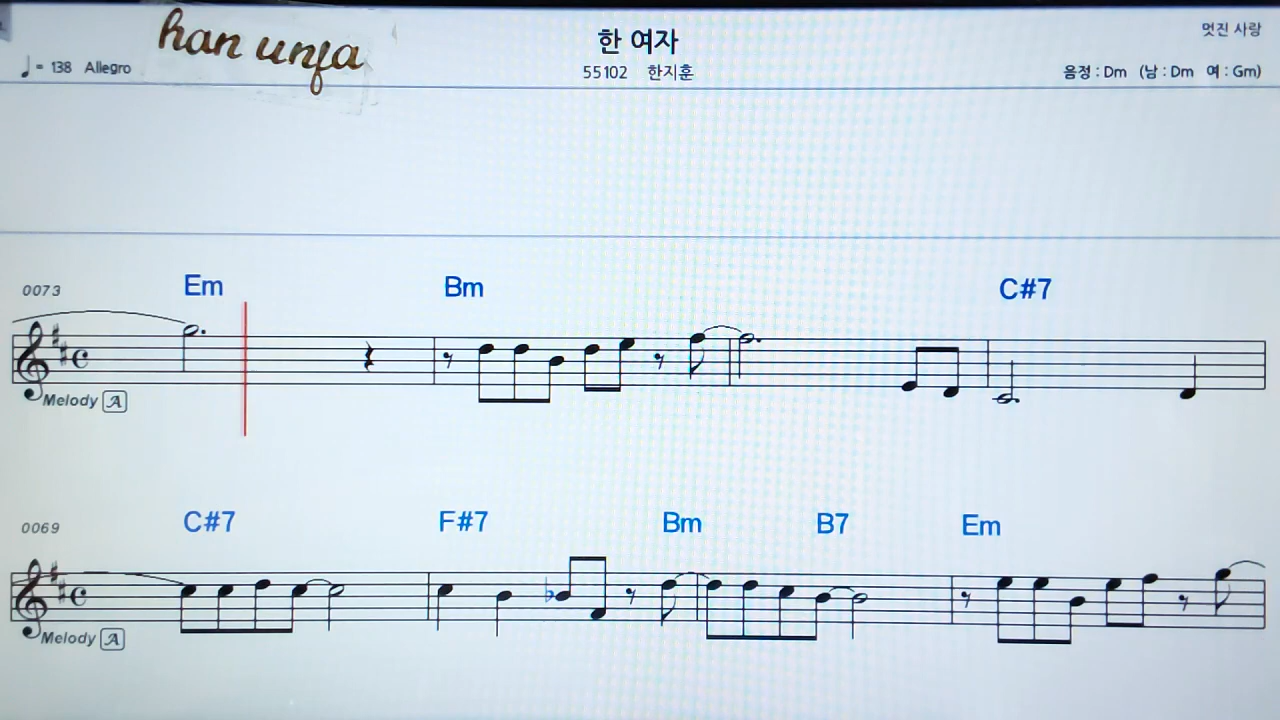 han unfa
한 여자
멋진 사랑
♩= 138 Allegro
55102 한지훈
음정 : Dm (남 : Dm 여 : Gm)
0073
Em Bm C#7
Melody A
0069
C#7 F#7 Bm B7 Em
Melody A